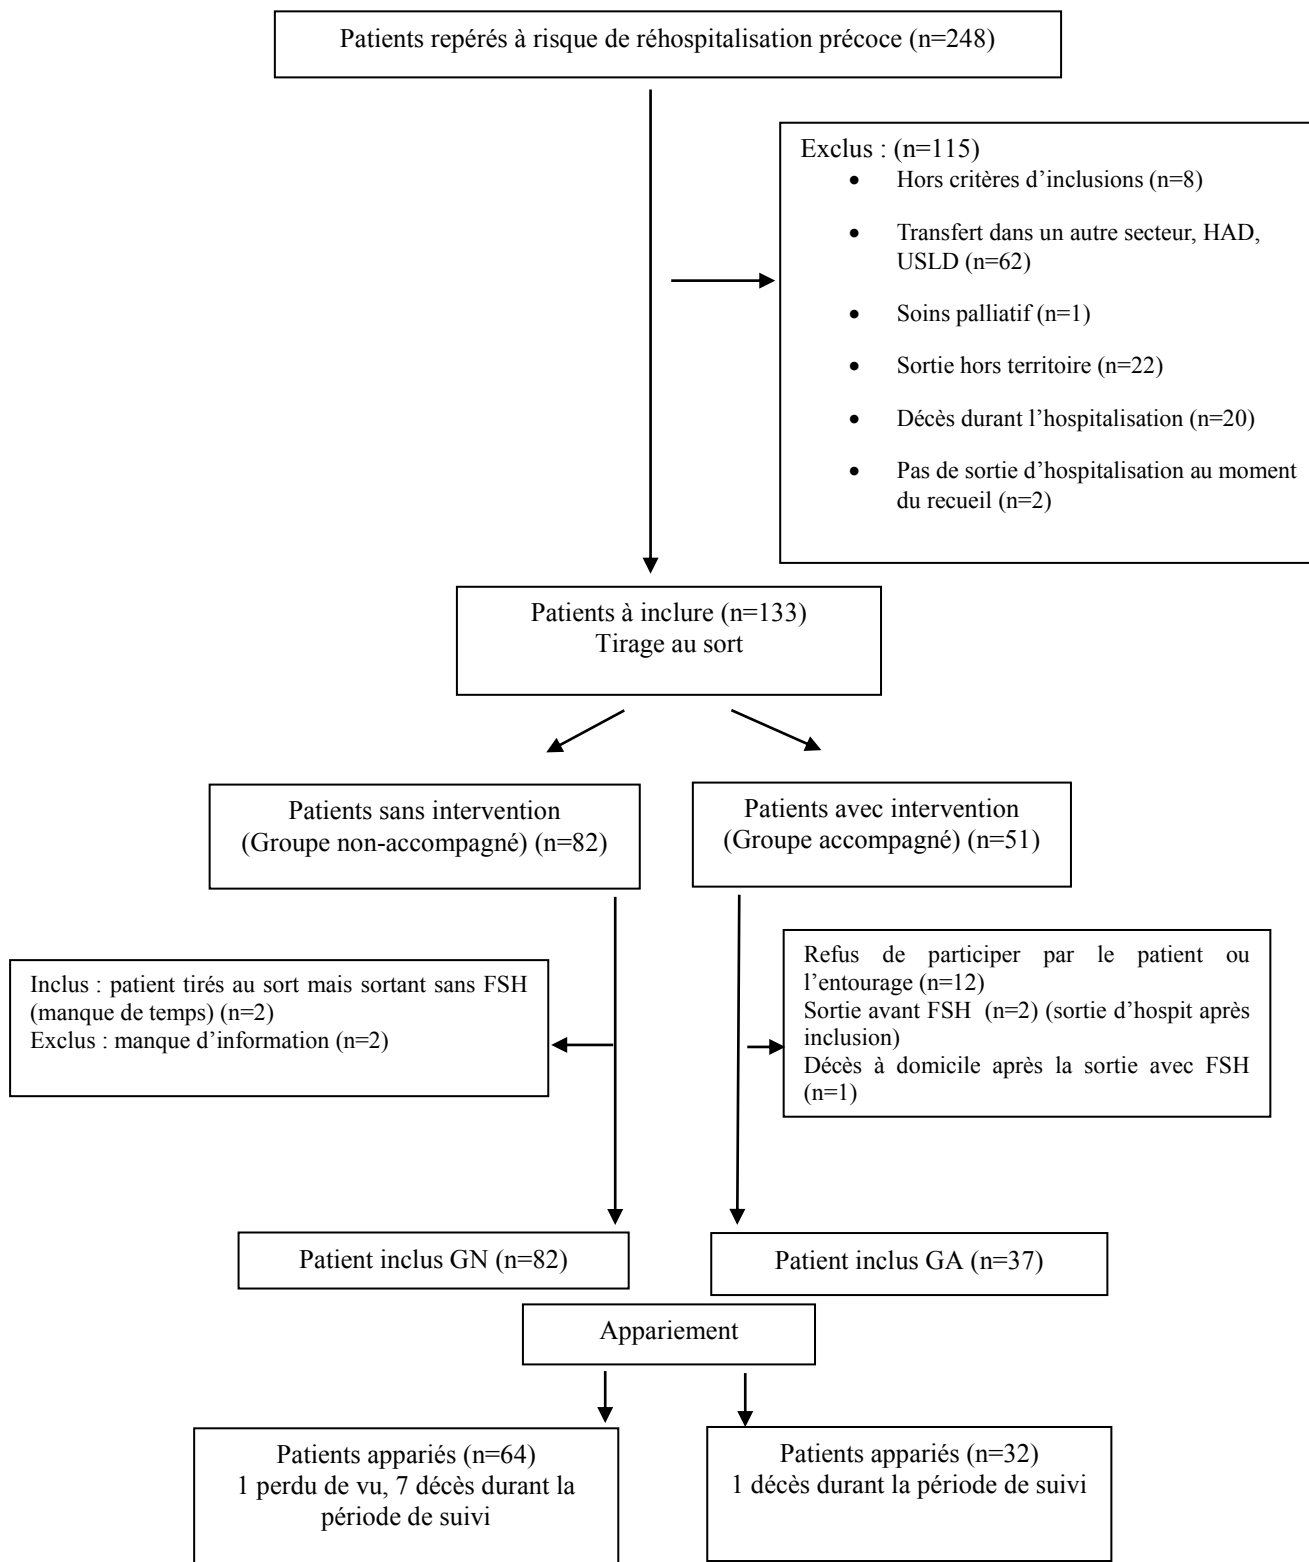 Patients repérés à risque de réhospitalisation précoce (n=248)
Exclus : (n=115)
• Hors critères d’inclusions (n=8)
• Transfert dans un autre secteur, HAD,
USLD (n=62)
• Soins palliatif (n=1)
• Sortie hors territoire (n=22)
• Décès durant l’hospitalisation (n=20)
• Pas de sortie d’hospitalisation au moment
du recueil (n=2)
Patients à inclure (n=133)
Tirage au sort
Patients sans intervention
(Groupe non-accompagné) (n=82)
Patients avec intervention
(Groupe accompagné) (n=51)
Inclus : patient tirés au sort mais sortant sans FSH
(manque de temps) (n=2)
Exclus : manque d’information (n=2)
Refus de participer par le patient ou
l’entourage (n=12)
Sortie avant FSH (n=2) (sortie d’hospit après
inclusion)
Décès à domicile après la sortie avec FSH
(n=1)
Patient inclus GN (n=82)
Patient inclus GA (n=37)
Appariement
Patients appariés (n=64)
1 perdu de vu, 7 décès durant la
période de suivi
Patients appariés (n=32)
1 décès durant la période de suivi